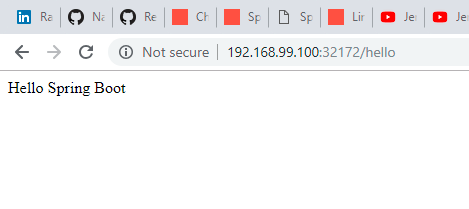 Ra Na Re Ch Sp Sp Lir Jer Je
Not secure 192.168.99.100:32172/hello
Hello Spring Boot